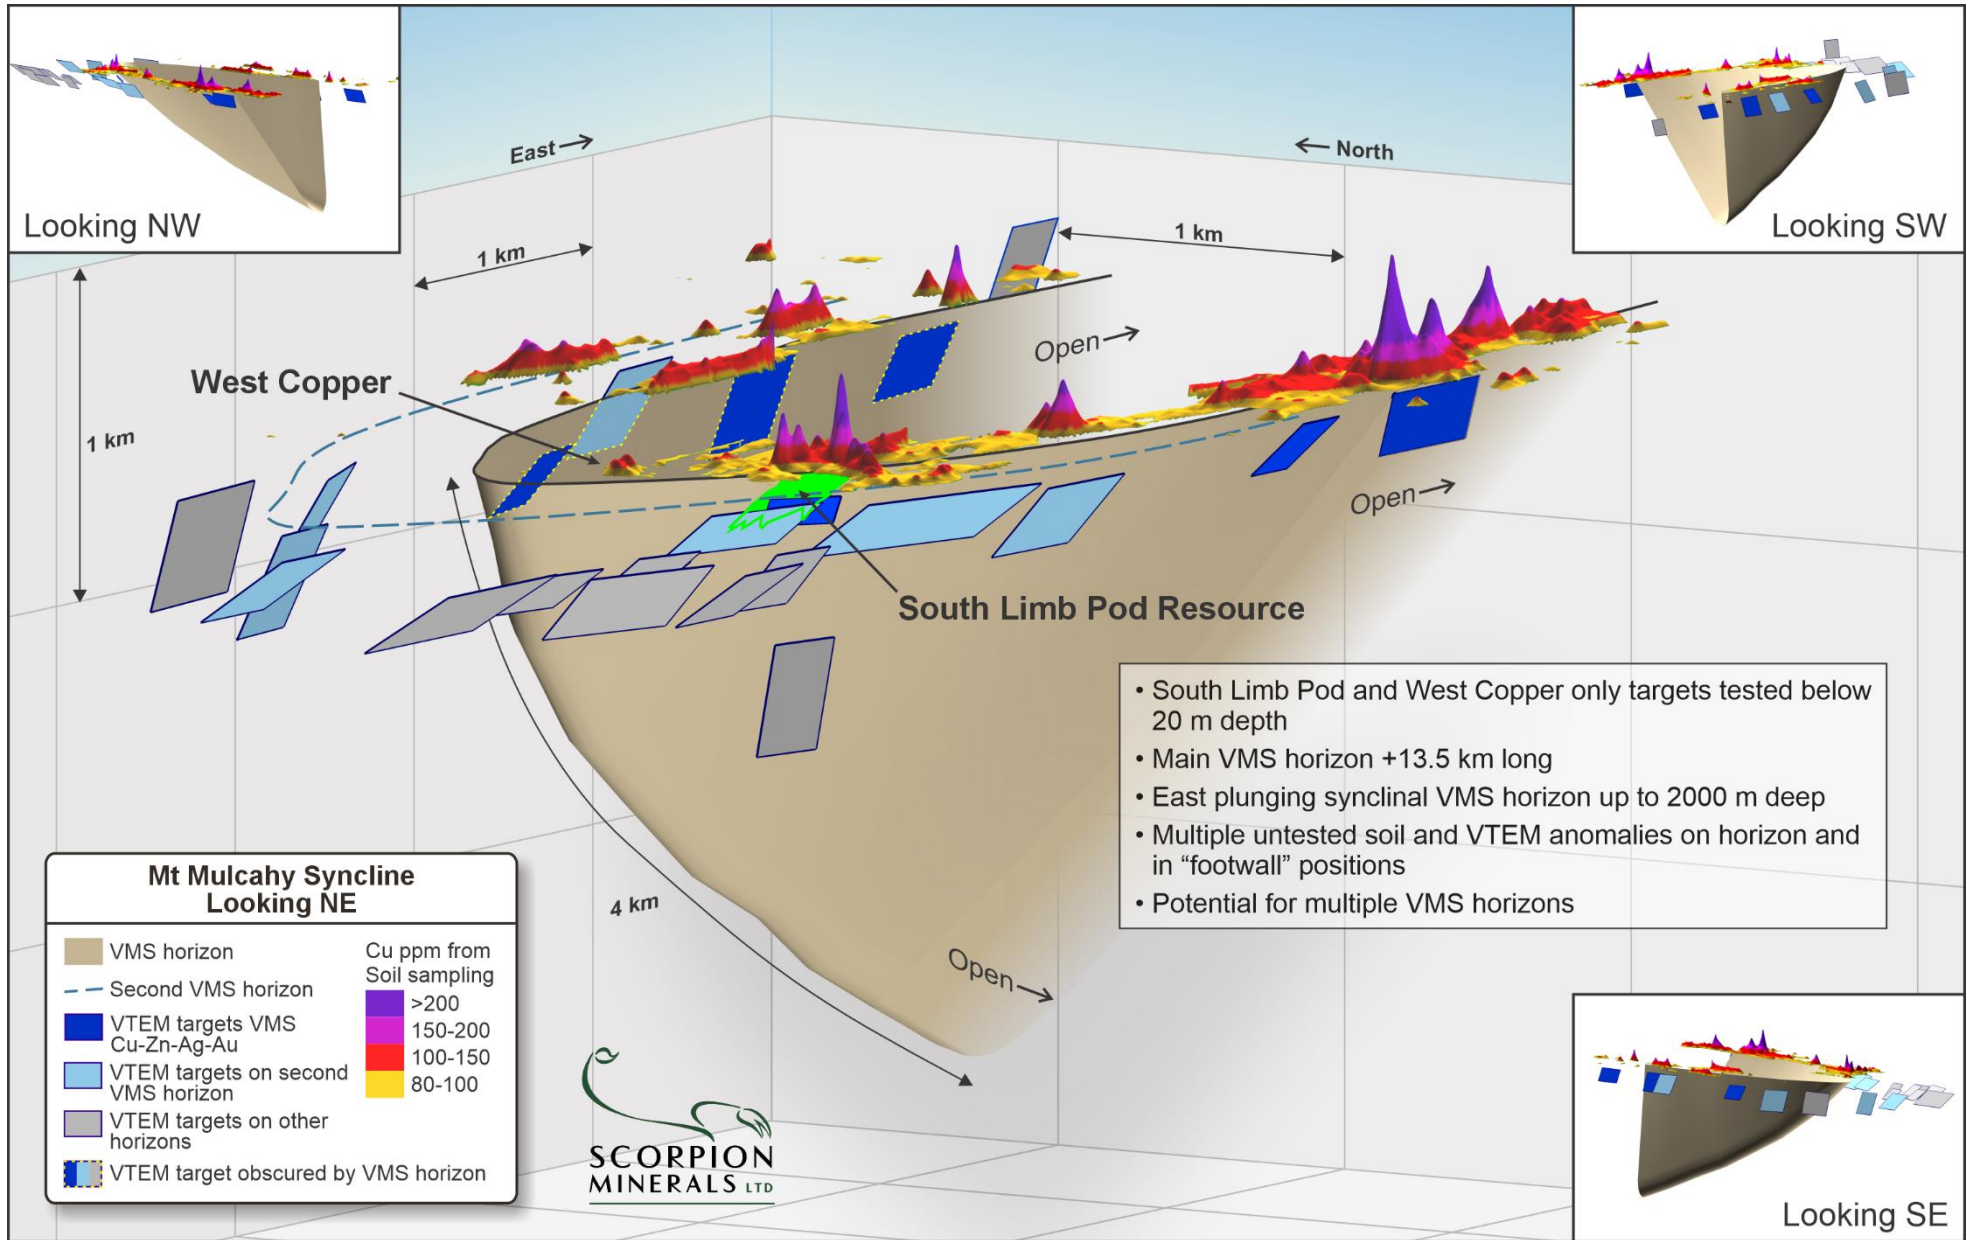 Looking NW
Looking SW
East →
← North
1 km
1 km
Open →
West Copper
1 km
Open →
South Limb Pod Resource
• South Limb Pod and West Copper only targets tested below
20 m depth
• Main VMS horizon +13.5 km long
• East plunging synclinal VMS horizon up to 2000 m deep
• Multiple untested soil and VTEM anomalies on horizon and
in “footwall” positions
• Potential for multiple VMS horizons
4 km
Open →
Mt Mulcahy Syncline
Looking NE
VMS horizon
Second VMS horizon
VTEM targets VMS
Cu-Zn-Ag-Au
VTEM targets on second
VMS horizon
VTEM targets on other
horizons
VTEM target obscured by VMS horizon
Cu ppm from
Soil sampling
>200
150-200
100-150
80-100
SCORPION
MINERALS LTD
Looking SE